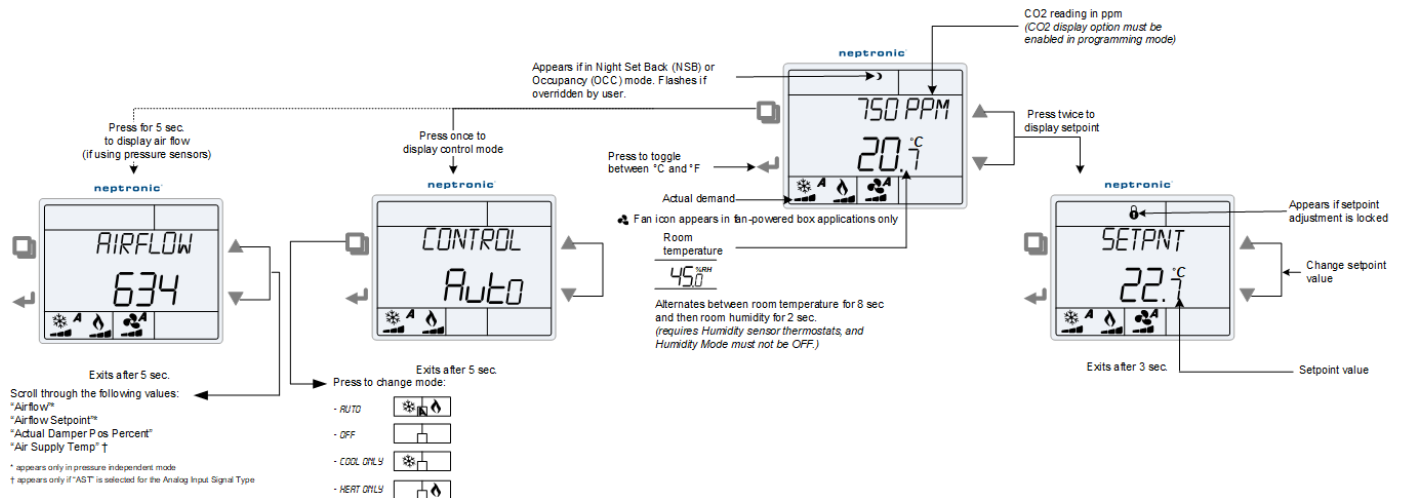 CO2 reading in ppm
(CO2 display option must be
enabled in programming mode)
neptronic
Appears if in Night Set Back (NSB) or
Occupancy (OCC) mode. Flashes if
overridden by user.
750 PPM
20.7 °C
A
A
Press for 5 sec.
to display air flow
(if using pressure sensors)
Press once to
display control mode
Press to toggle
between °C and °F
Actual demand
Fan icon appears in fan-powered box applications only
Room
temperature
45.0 %RH
Alternates between room temperature for 8 sec
and then room humidity for 2 sec.
(requires Humidity sensor thermostats, and
Humidity Mode must not be OFF.)
Press twice to
display setpoint
neptronic
AIRFLOW
634
A
A
Exits after 5 sec.
Scroll through the following values:
"Airflow"*
"Airflow Setpoint"*
"Actual Damper Pos Percent"
"Air Supply Temp" †
* appears only in pressure independent mode
† appears only if "AST" is selected for the Analog Input Signal Type
neptronic
CONTROL
Auto
Exits after 5 sec.
Press to change mode:
- AUTO
A
- OFF
- COOL ONLY
- HEAT ONLY
neptronic
SETPNT
22.7 °C
A
A
Exits after 3 sec.
Appears if setpoint
adjustment is locked
Change setpoint
value
Setpoint value